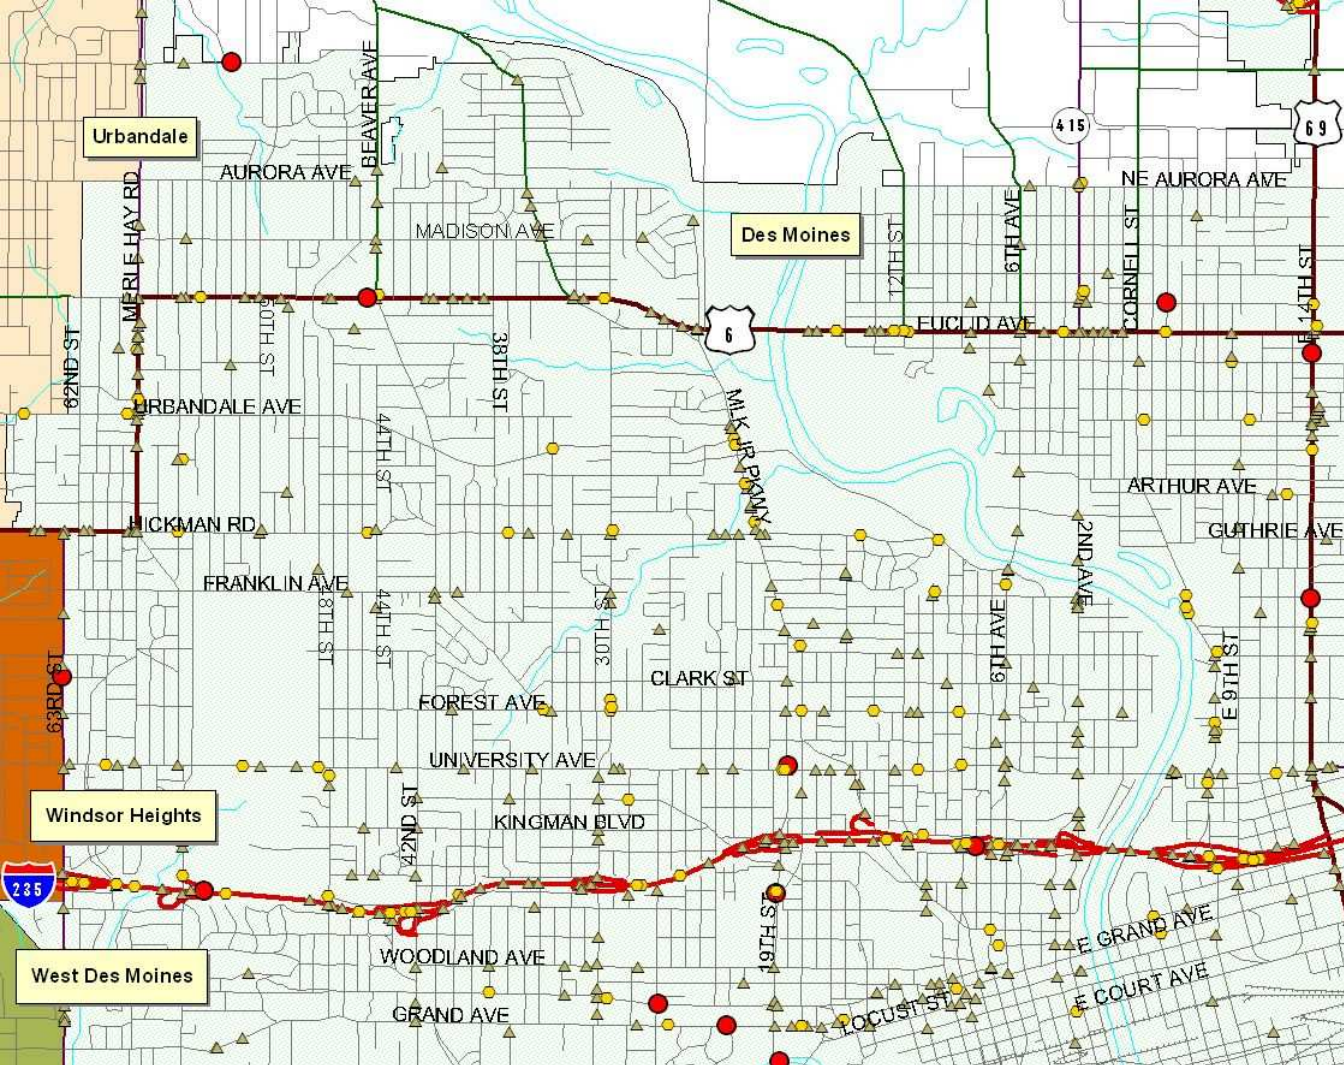 BEAVER AVE
415
69
Urbandale
AURORA AVE
NE AURORA AVE
MERLE HAY RD
MADISON AVE
Des Moines
12TH ST
6TH AVE
CORNELL ST
E 14TH ST
50TH ST
6
EUCLID AVE
62ND ST
38TH ST
URBANDALE AVE
44TH ST
MLK JR PKWY
ARTHUR AVE
HICKMAN RD
GUTHRIE AVE
2ND AVE
FRANKLIN AVE
48TH ST
44TH ST
30TH ST
6TH AVE
63RD ST
CLARK ST
E 9TH ST
FOREST AVE
UNIVERSITY AVE
Windsor Heights
42ND ST
KINGMAN BLVD
235
19TH ST
E GRAND AVE
WOODLAND AVE
West Des Moines
E COURT AVE
GRAND AVE
LOCUST ST